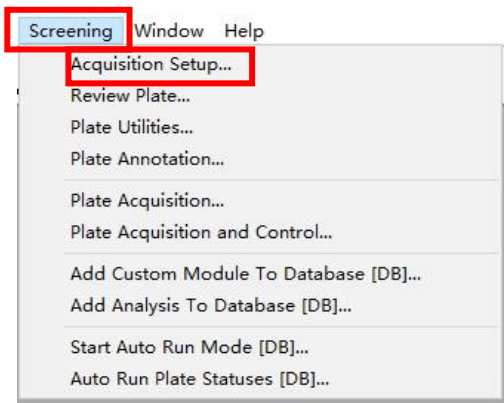 Screening Window Help
Acquisition Setup...
Review Plate...
Plate Utilities...
Plate Annotation...
Plate Acquisition...
Plate Acquisition and Control...
Add Custom Module To Database [DB]...
Add Analysis To Database [DB]...
Start Auto Run Mode [DB]...
Auto Run Plate Statuses [DB]...